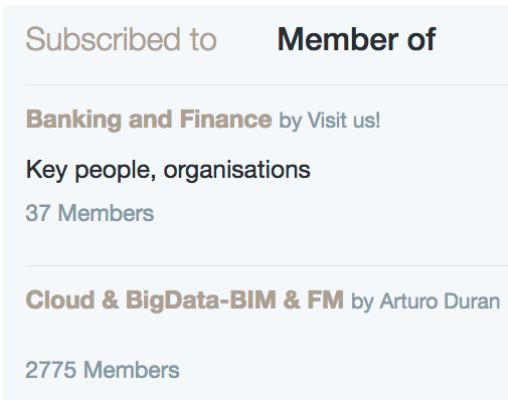 Subscribed to Member of
Banking and Finance by Visit us!
Key people, organisations
37 Members
Cloud & BigData-BIM & FM by Arturo Duran
2775 Members